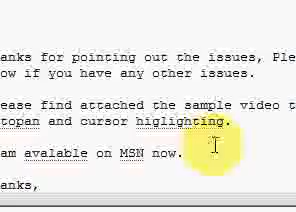 anks for pointing out the issues, Ple
ow if you have any other issues.
ease find attached the sample video t
topan and cursor higlighting.
am avalable on MSN now.
anks,